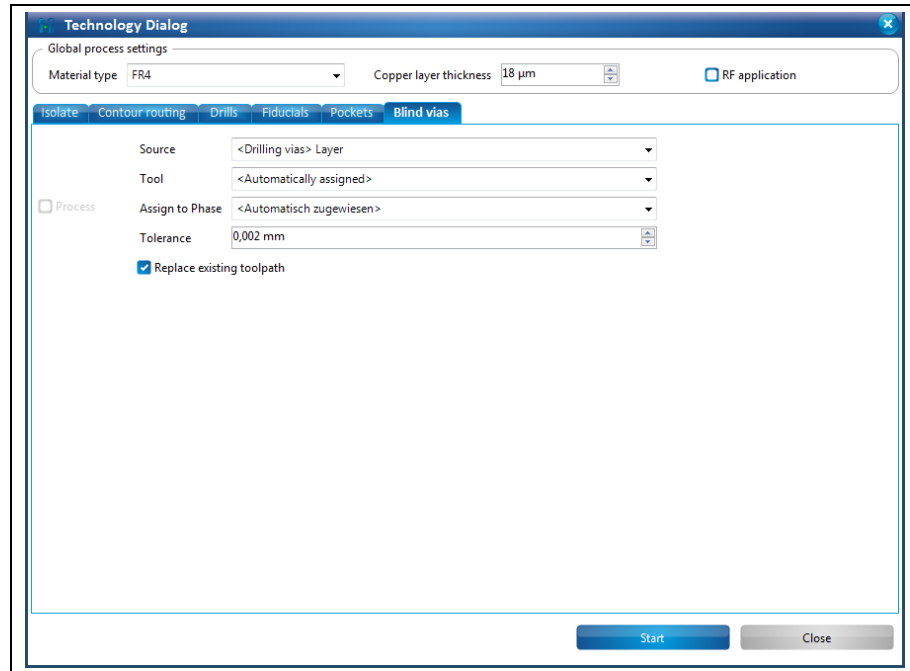 Technology Dialog
Global process settings
Material type FR4 Copper layer thickness 18 µm RF application
Isolate Contour routing Drills Fiducials Pockets Blind vias
Source <Drilling vias> Layer
Tool <Automatically assigned>
Process Assign to Phase <Automatisch zugewiesen>
Tolerance 0,002 mm
Replace existing toolpath
Start Close